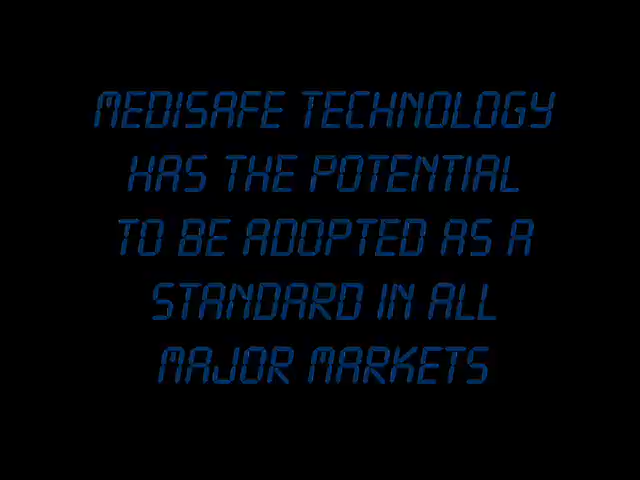 MEDISAFE TECHNOLOGY
HAS THE POTENTIAL
TO BE ADOPTED AS A
STANDARD IN ALL
MAJOR MARKETS